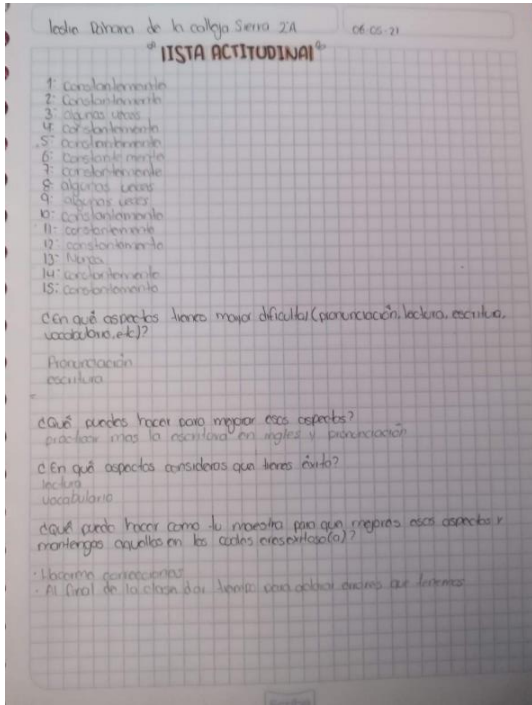 leslie Dahana de la calleja Sierra 2:A 06-05-21
"LISTA ACTITUDINAL"
1: Constantemente
2: Constantemente
3: algunas veces
4: constantemente
5: constantemente
6: Constantemente
7: constantemente
8: algunas veces
9: algunas veces
10: constantemente
11: constantemente
12: constantemente
13: Nunca
14: constantemente
15: constantemente
¿En qué aspectos tienes mayor dificultad (pronunciación, lectura, escritura,
vocabulario, etc)?
Pronunciación
escritura
¿Qué puedes hacer para mejorar esos aspectos?
practicar mas la escritura en ingles y pronunciación
¿En qué aspectos consideras que tienes éxito?
lectura
vocabulario
¿Qué puedo hacer como tu maestra para que mejores esos aspectos y
mantengas aquellos en los cuales eres exitoso(a)?
· Hacernos correcciones
· Al final de la clase dar tiempo para aclarar que tenemos